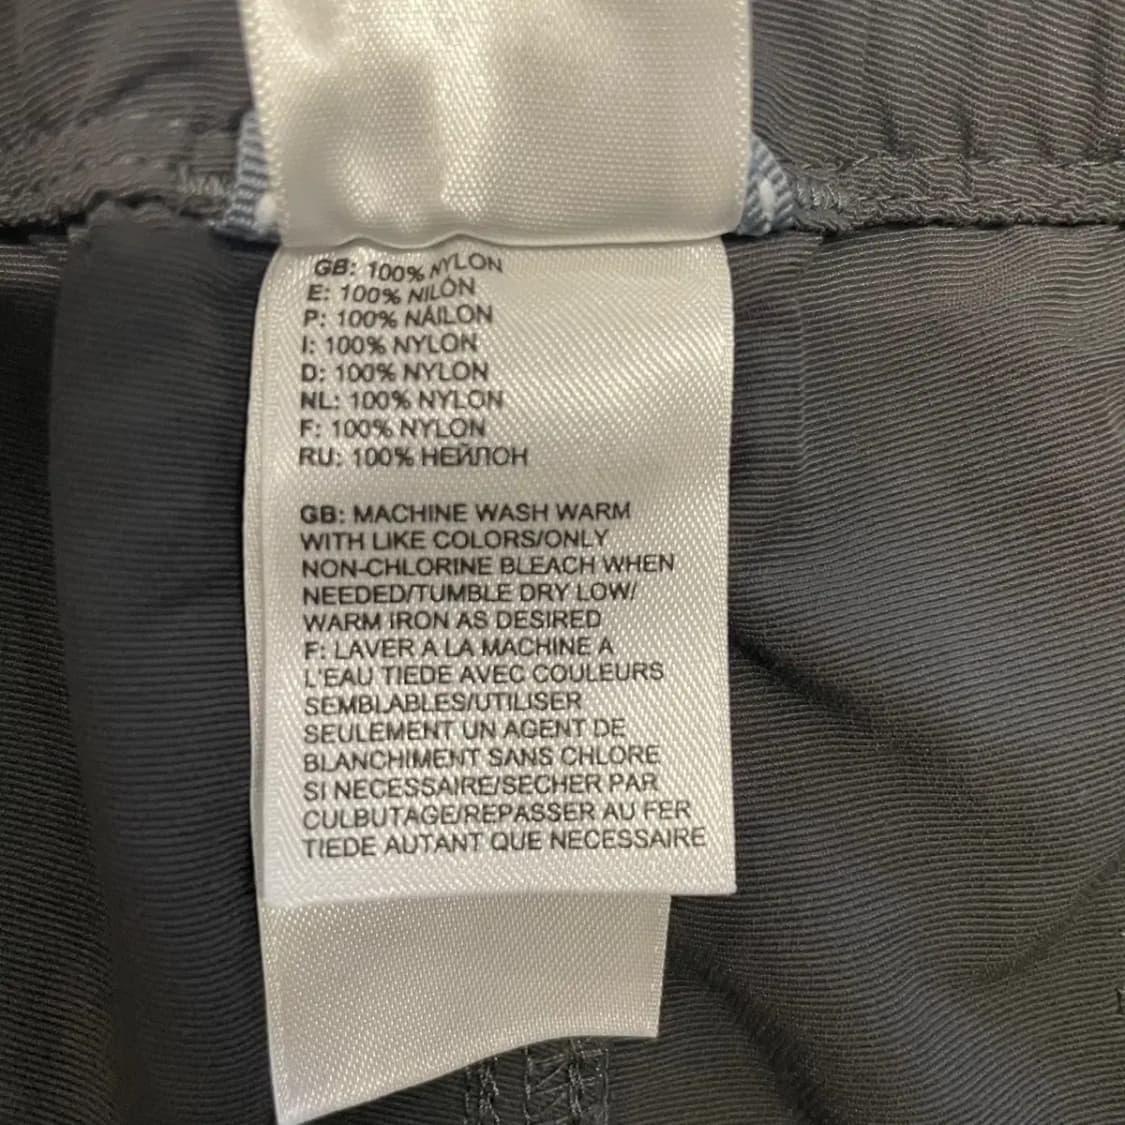 GB: 100% NYLON
E: 100% NILÓN
P: 100% NÁILON
I: 100% NYLON
D: 100% NYLON
NL: 100% NYLON
F: 100% NYLON
RU: 100% НЕЙЛОН
GB: MACHINE WASH WARM
WITH LIKE COLORS/ONLY
NON-CHLORINE BLEACH WHEN
NEEDED/TUMBLE DRY LOW/
WARM IRON AS DESIRED
F: LAVER A LA MACHINE A
L'EAU TIEDE AVEC COULEURS
SEMBLABLES/UTILISER
SEULEMENT UN AGENT DE
BLANCHIMENT SANS CHLORE
SI NECESSAIRE/SECHER PAR
CULBUTAGE/REPASSER AU FER
TIEDE AUTANT QUE NECESSAIRE